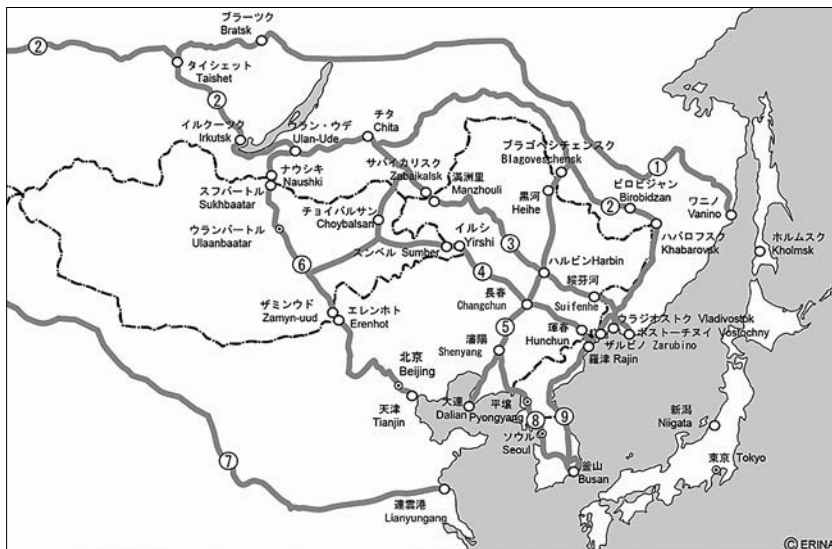 ブラーツク
Bratsk
②
タイシェット
Taishet
②
イルクーツク
Irkutsk
ウラン・ウデ
Ulan-Ude
チタ
Chita
ナウシキ
Naushki
スフバートル
Sukhbaatar
ザバイカリスク
Zabaikalsk
満洲里
Manzhouli
ブラゴベシチェンスク
Blagoveschensk
黒河
Heihe
①
②
ビロビジャン
Birobidzan
ワニノ
Vanino
ハバロフスク
Khabarovsk
ホルムスク
Kholmsk
チョイバルサン
Choybalsan
ウランバートル
Ulaanbaatar
イルシ
Yirshi
スンベル Sumber
③
④
ハルビンHarbin
綏芬河
Suifenhe
⑥
ザミンウド
Zamyn-uud
エレンホト
Erenhot
長春
Changchun
⑤
琿春
Hunchun
ウラジオストク Vladivostok
ボストーチヌイ Vostochny
ザルビノ Zarubino
羅津 Rajin
瀋陽
Shenyang
北京
Beijing
天津
Tianjin
大連
Dalian
平壌
Pyongyang
⑧
⑨
ソウル
Seoul
釜山
Busan
新潟
Niigata
東京 Tokyo
⑦
連雲港
Lianyungang
© ERINA